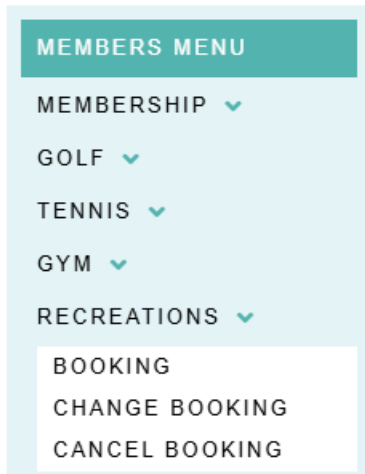 MEMBERS MENU
MEMBERSHIP
GOLF
TENNIS
GYM
RECREATIONS
BOOKING
CHANGE BOOKING
CANCEL BOOKING